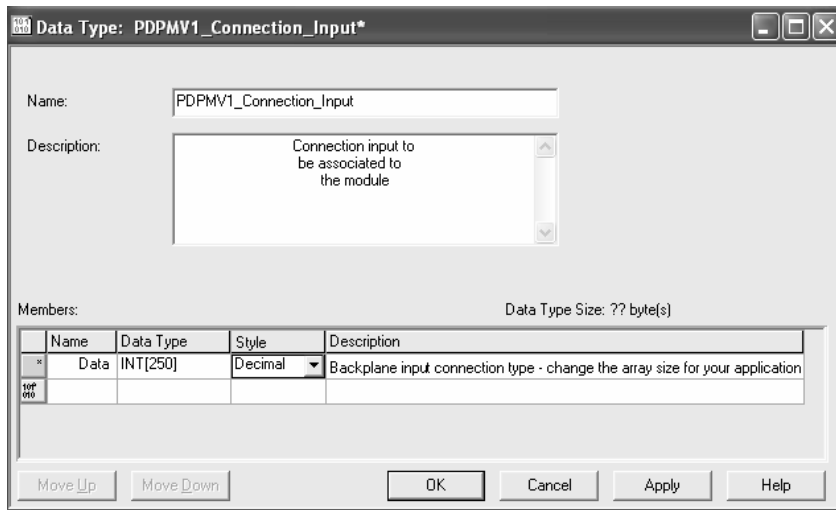 Data Type: PDPMV1_Connection_Input*
Name: PDPMV1_Connection_Input
Description: Connection input to
be associated to
the module
Members: Data Type Size: ?? byte(s)
Name Data Type Style Description
Data INT[250] Decimal Backplane input connection type - change the array size for your application
Move Up Move Down OK Cancel Apply Help